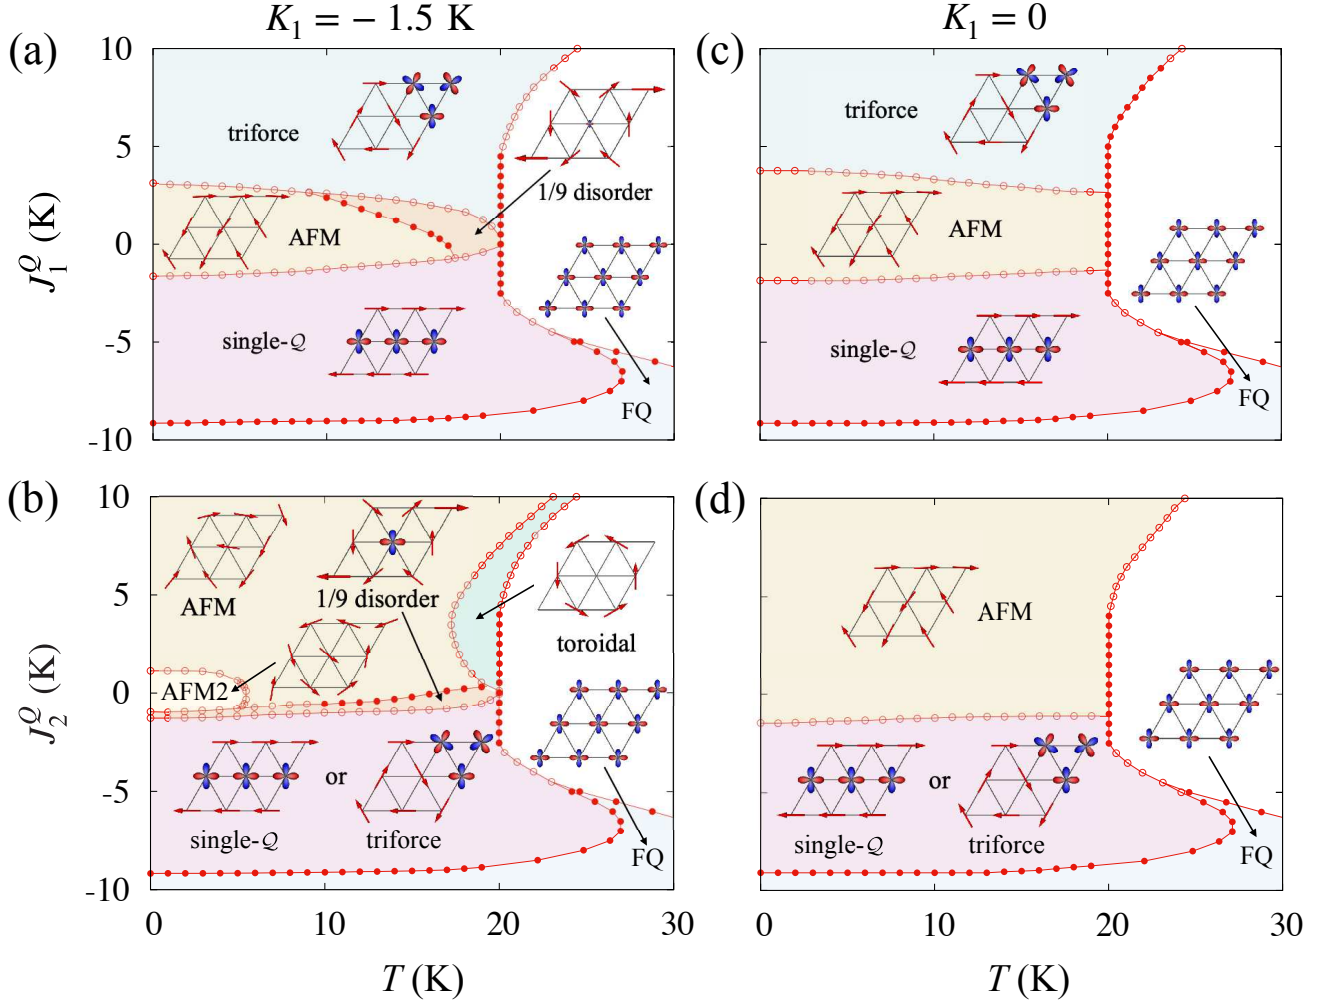 K₁ = − 1.5 K
K₁ = 0
(a)
10
5
0
-5
-10
J₁^Q (K)
triforce
1/9 disorder
AFM
single-Q
FQ
(c)
triforce
AFM
single-Q
FQ
(b)
10
5
0
-5
-10
J₂^Q (K)
AFM
1/9 disorder
toroidal
AFM2
or
single-Q
triforce
FQ
0
10
20
30
T (K)
(d)
AFM
or
single-Q
triforce
FQ
0
10
20
30
T (K)